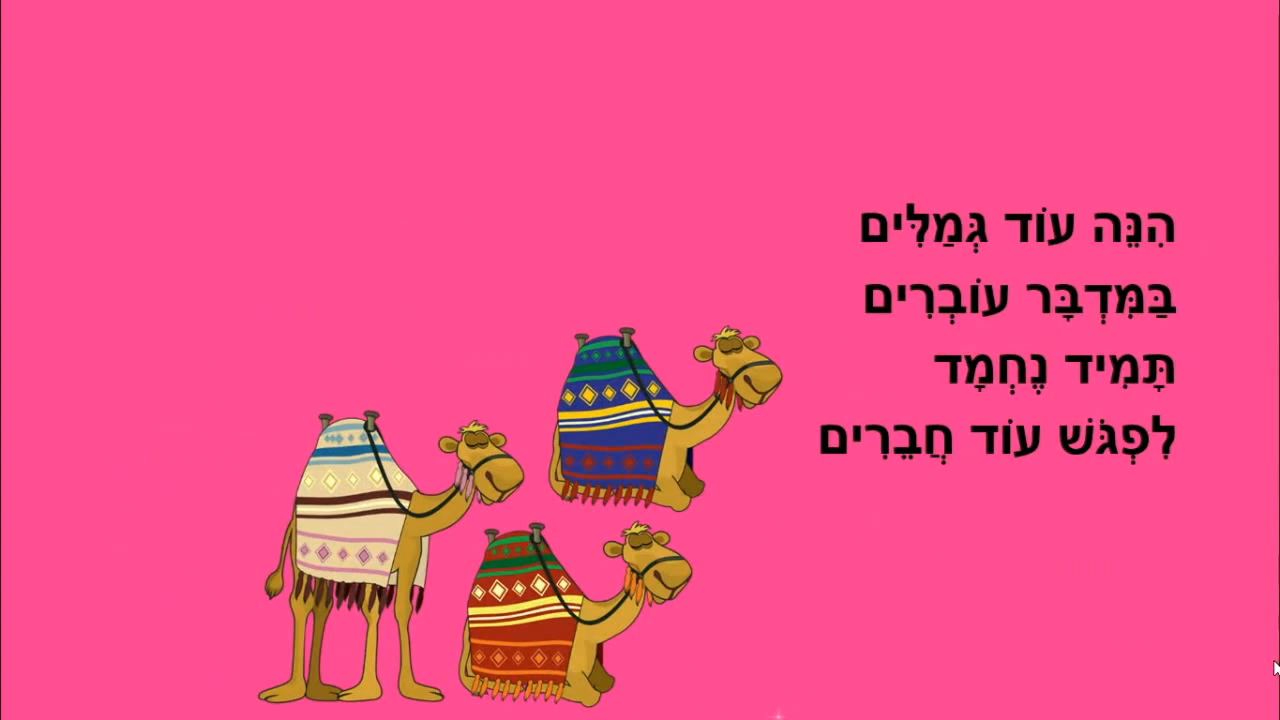 הִנֵּה עוֹד גְּמַלִּים
בַּמִּדְבָּר עוֹבְרִים
תָּמִיד נֶחְמָד
לִפְגֹּשׁ עוֹד חֲבֵרִים